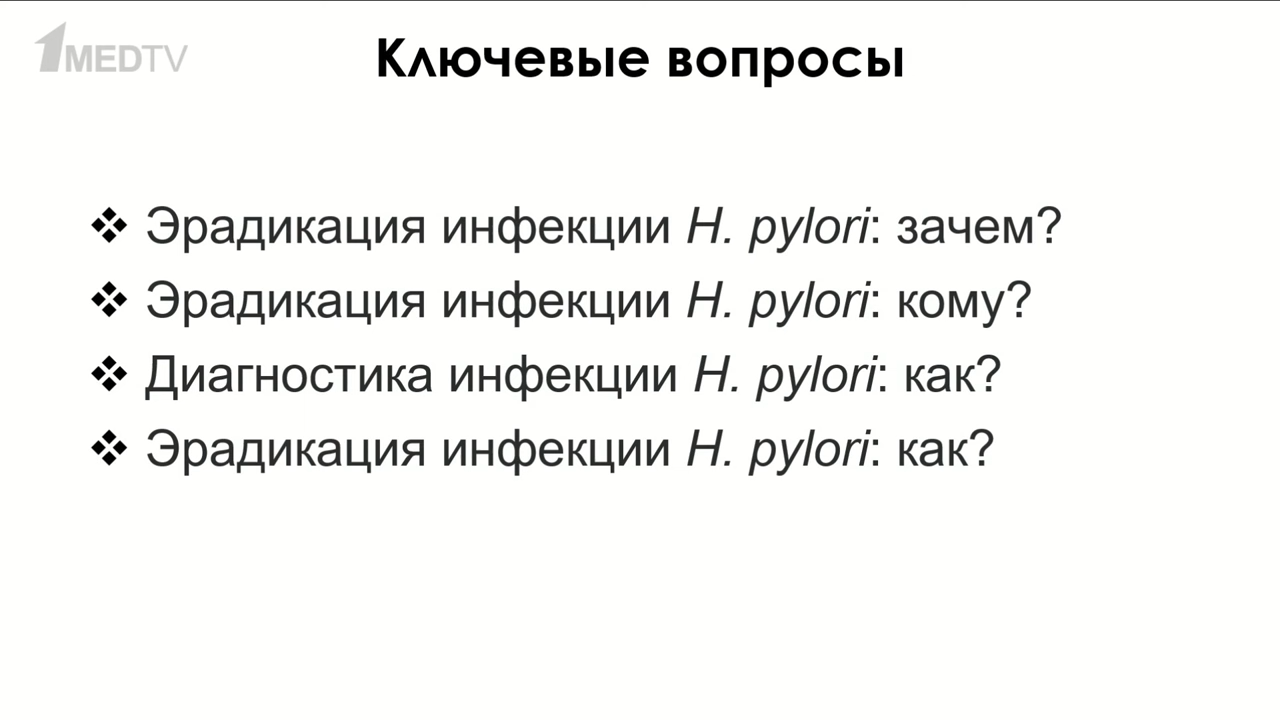 1MEDTV
Ключевые вопросы
❖ Эрадикация инфекции H. pylori: зачем?
❖ Эрадикация инфекции H. pylori: кому?
❖ Диагностика инфекции H. pylori: как?
❖ Эрадикация инфекции H. pylori: как?